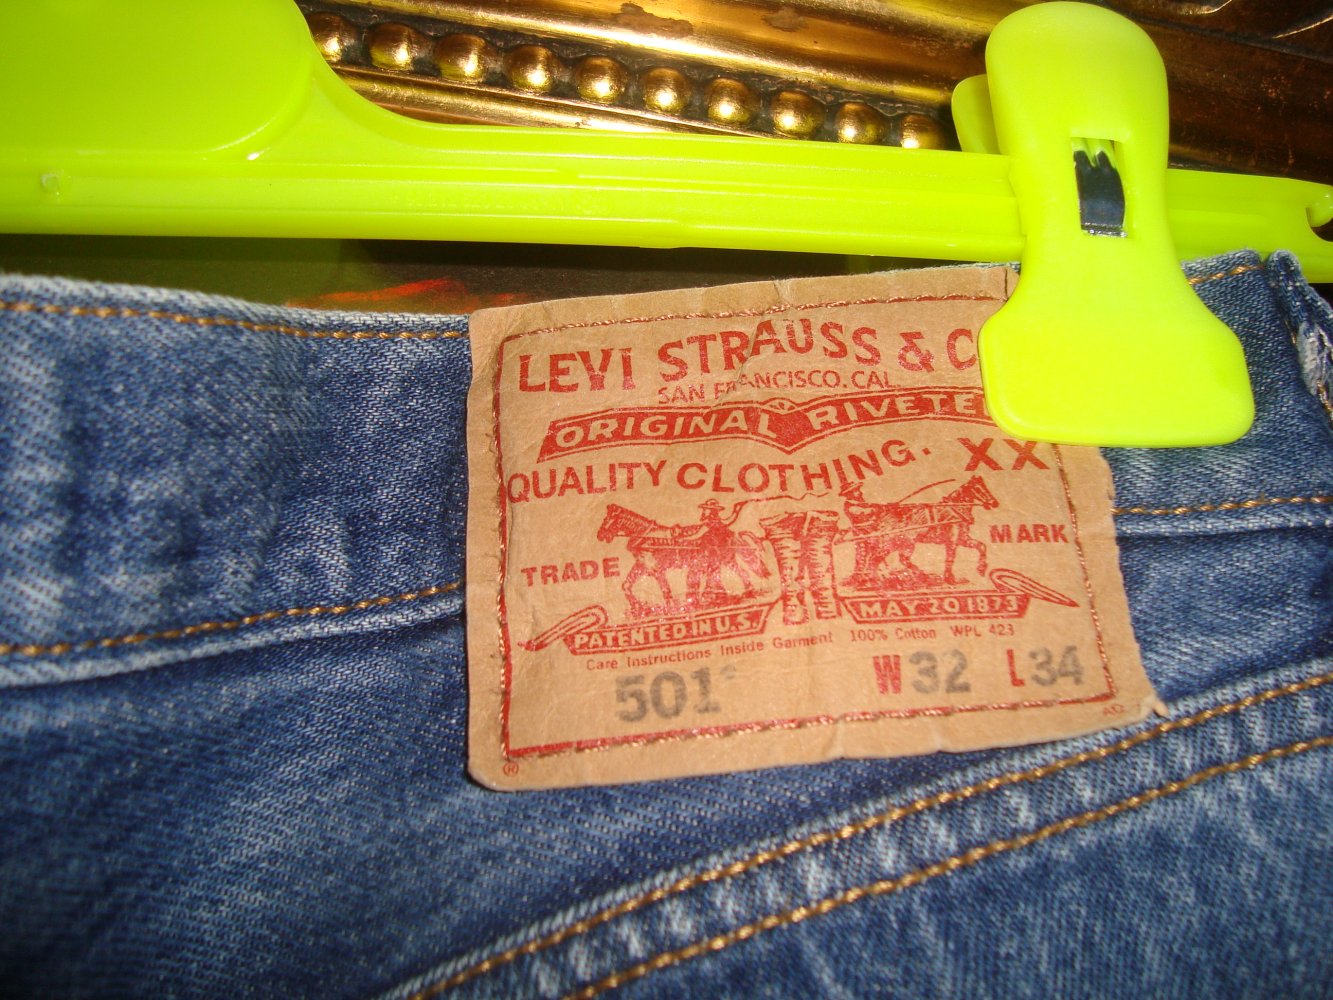 LEVI STRAUSS & C
SAN FRANCISCO. CAL.
ORIGINAL RIVETE
QUALITY CLOTHING. XX
TRADE MARK
PATENTED IN U.S. MAY 20 1873
Care Instructions Inside Garment 100% Cotton WPL 423
501 W32 L34
®